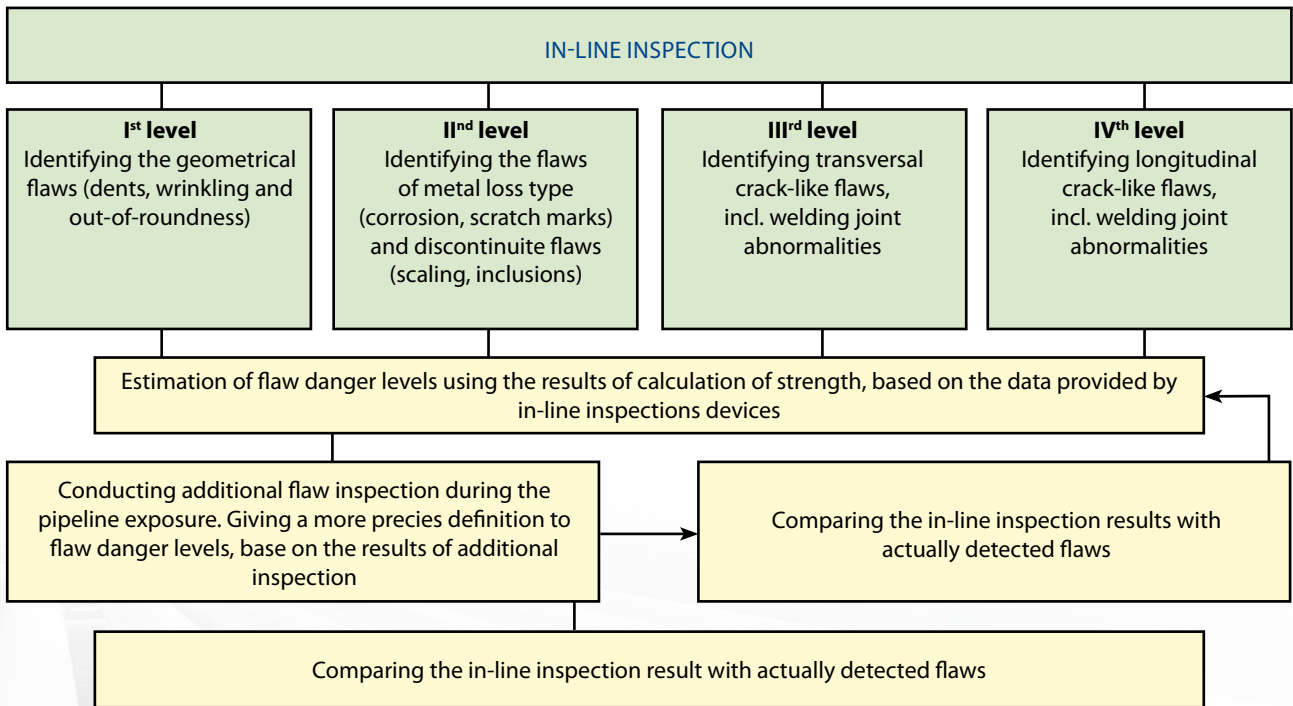 IN-LINE INSPECTION
Ist level
Identifying the geometrical
flaws (dents, wrinkling and
out-of-roundness)
IInd level
Identifying the flaws
of metal loss type
(corrosion, scratch marks)
and discontinuite flaws
(scaling, inclusions)
IIIrd level
Identifying transversal
crack-like flaws,
incl. welding joint
abnormalities
IVth level
Identifying longitudinal
crack-like flaws,
incl. welding joint
abnormalities
Estimation of flaw danger levels using the results of calculation of strength, based on the data provided by
in-line inspections devices
Conducting additional flaw inspection during the
pipeline exposure. Giving a more precies definition to
flaw danger levels, base on the results of additional
inspection
Comparing the in-line inspection results with
actually detected flaws
Comparing the in-line inspection result with actually detected flaws